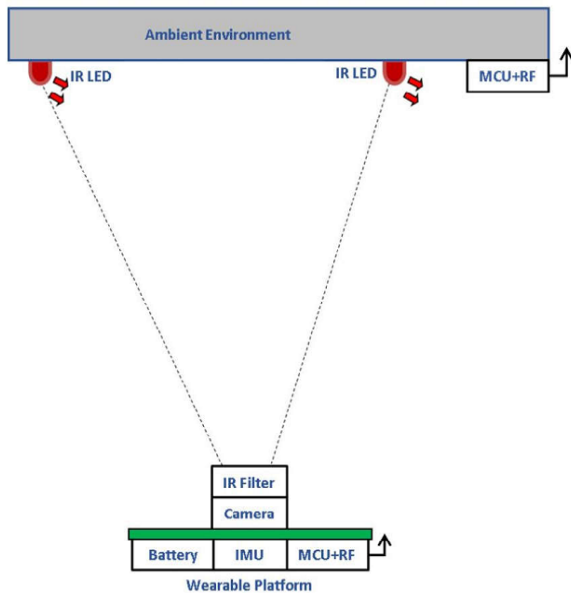 Ambient Environment
IR LED
IR LED
MCU+RF
IR Filter
Camera
Battery
IMU
MCU+RF
Wearable Platform